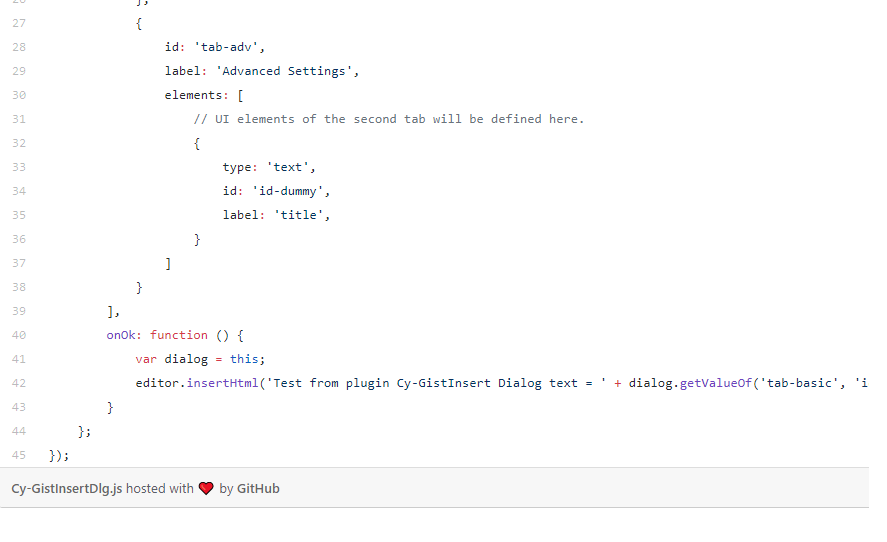 27 {
28 id: 'tab-adv',
29 label: 'Advanced Settings',
30 elements: [
31 // UI elements of the second tab will be defined here.
32 {
33 type: 'text',
34 id: 'id-dummy',
35 label: 'title',
36 }
37 ]
38 }
39 ],
40 onOk: function () {
41 var dialog = this;
42 editor.insertHtml('Test from plugin Cy-GistInsert Dialog text = ' + dialog.getValueOf('tab-basic', 'i
43 }
44 };
45 });
Cy-GistInsertDlg.js hosted with ❤ by GitHub